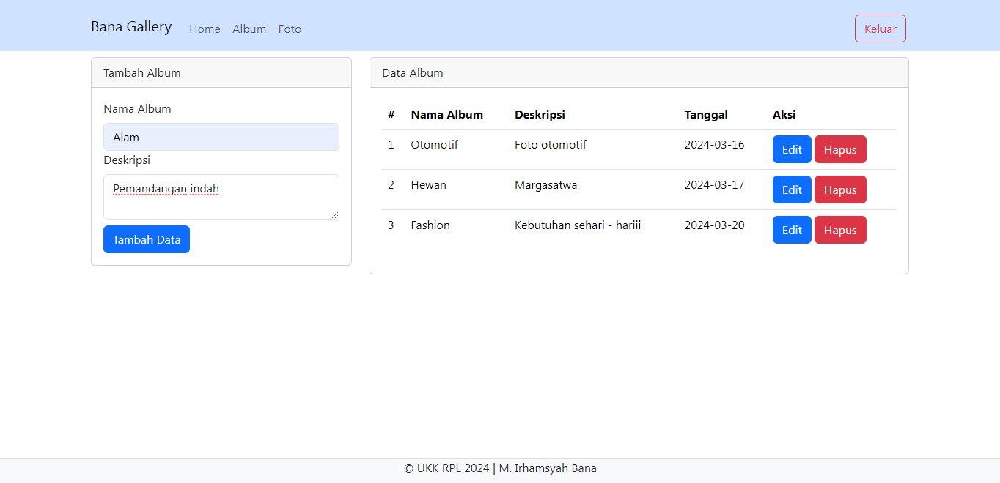 Bana Gallery Home Album Foto Keluar
Tambah Album
Nama Album
Alam
Deskripsi
Pemandangan indah
Tambah Data
Data Album
# Nama Album Deskripsi Tanggal Aksi
1 Otomotif Foto otomotif 2024-03-16 Edit Hapus
2 Hewan Margasatwa 2024-03-17 Edit Hapus
3 Fashion Kebutuhan sehari - hariii 2024-03-20 Edit Hapus
© UKK RPL 2024 | M. Irhamsyah Bana